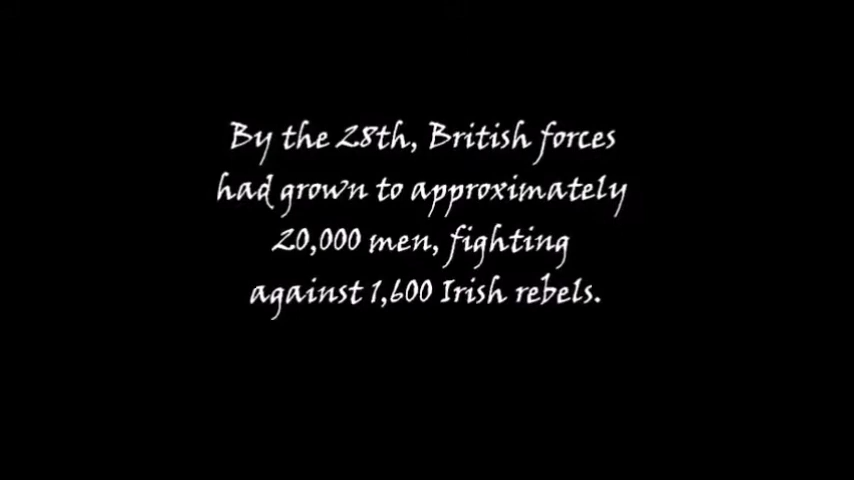 By the 28th, British forces
had grown to approximately
20,000 men, fighting
against 1,600 Irish rebels.